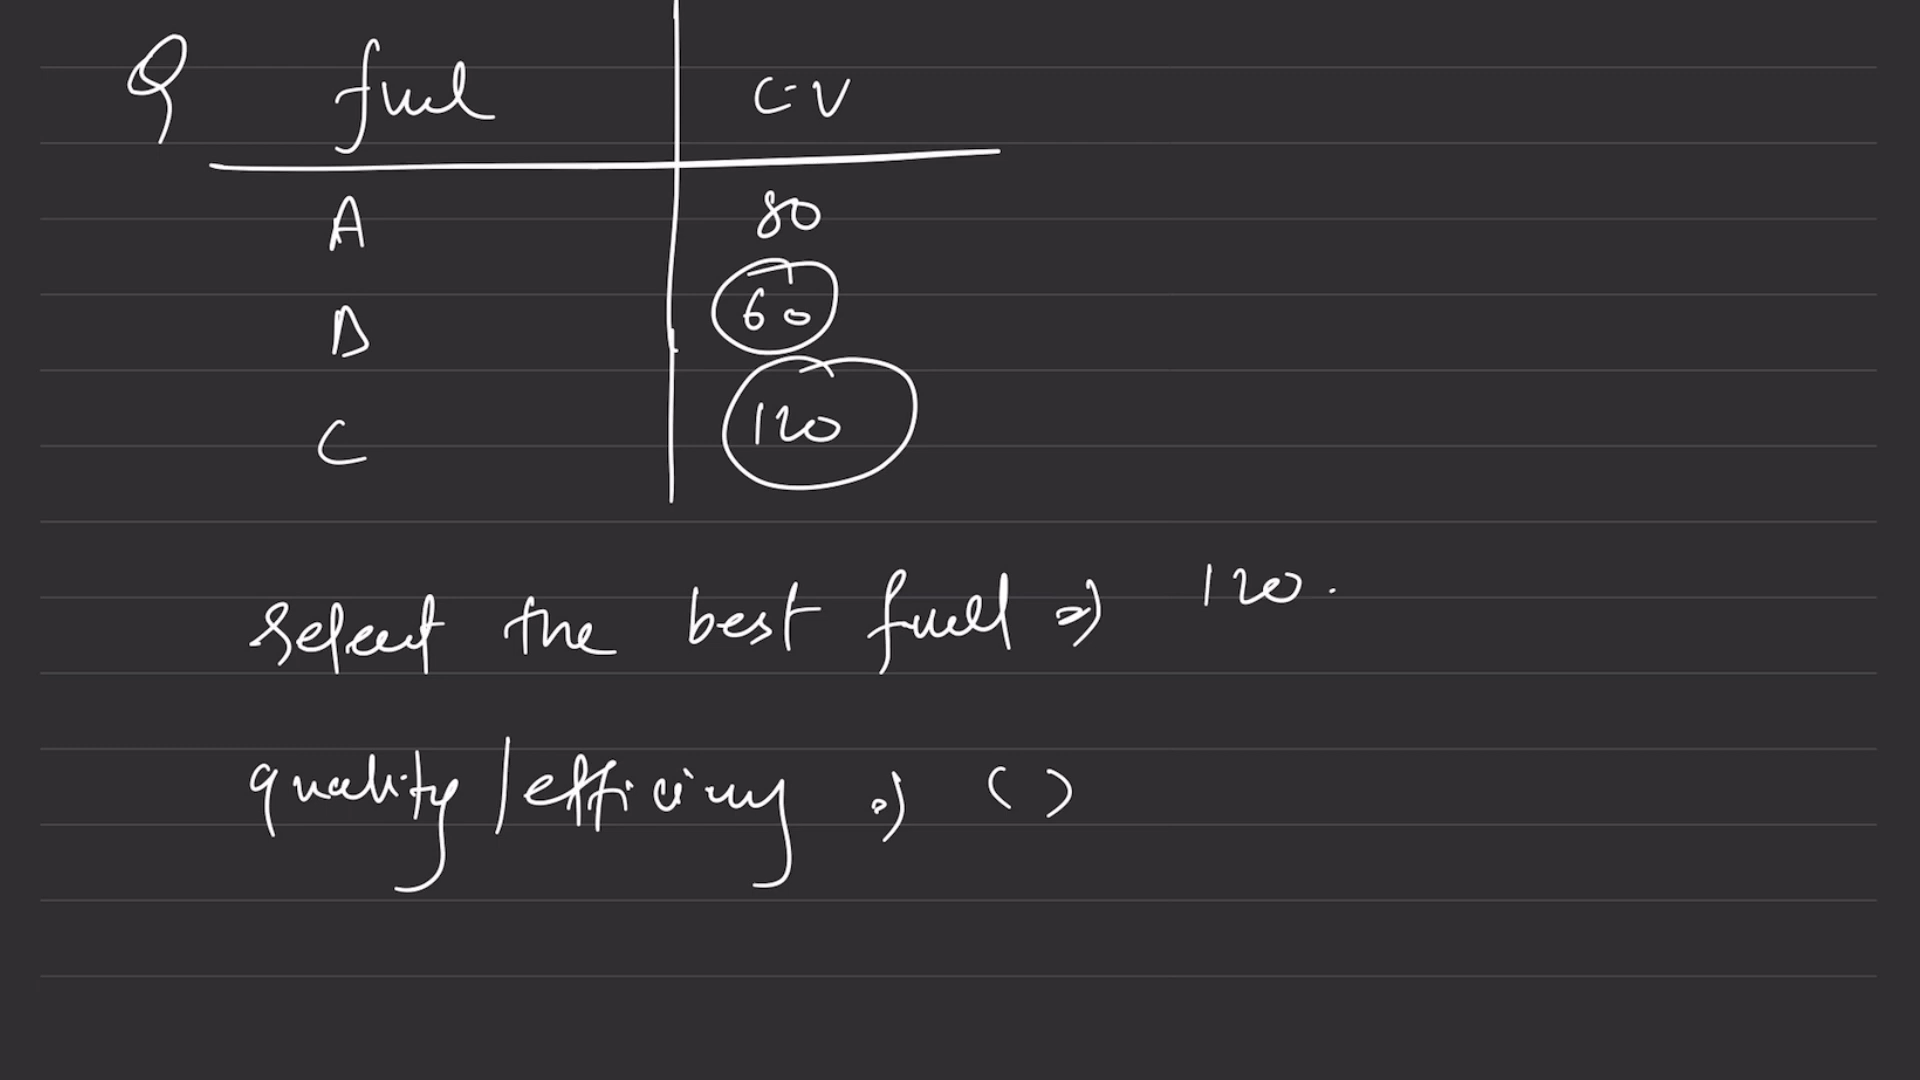 Q fuel C-V
A 80
B 60
C 120
select the best fuel ⇒ 120.
quality/efficiency ⇒ ( )